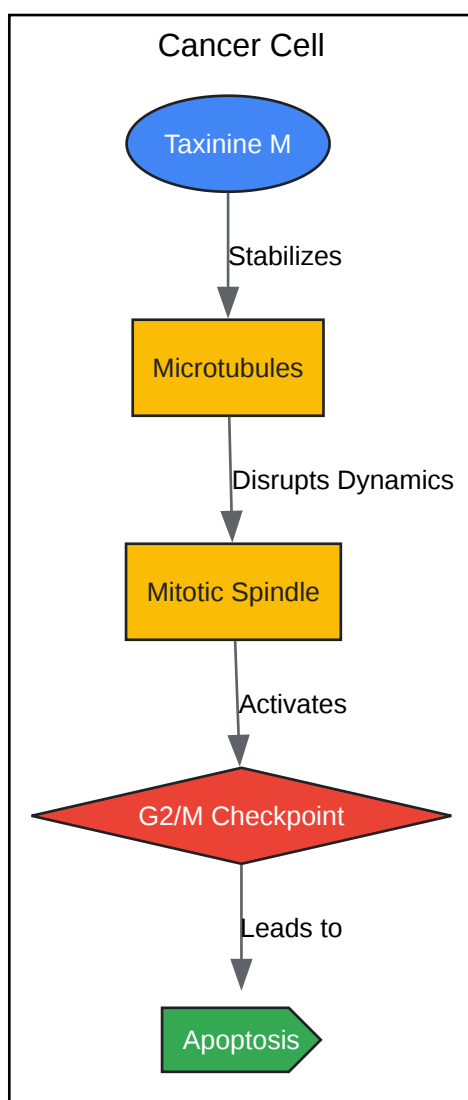 Cancer Cell
Taxinine M
Stabilizes
Microtubules
Disrupts Dynamics
Mitotic Spindle
Activates
G2/M Checkpoint
Leads to
Apoptosis